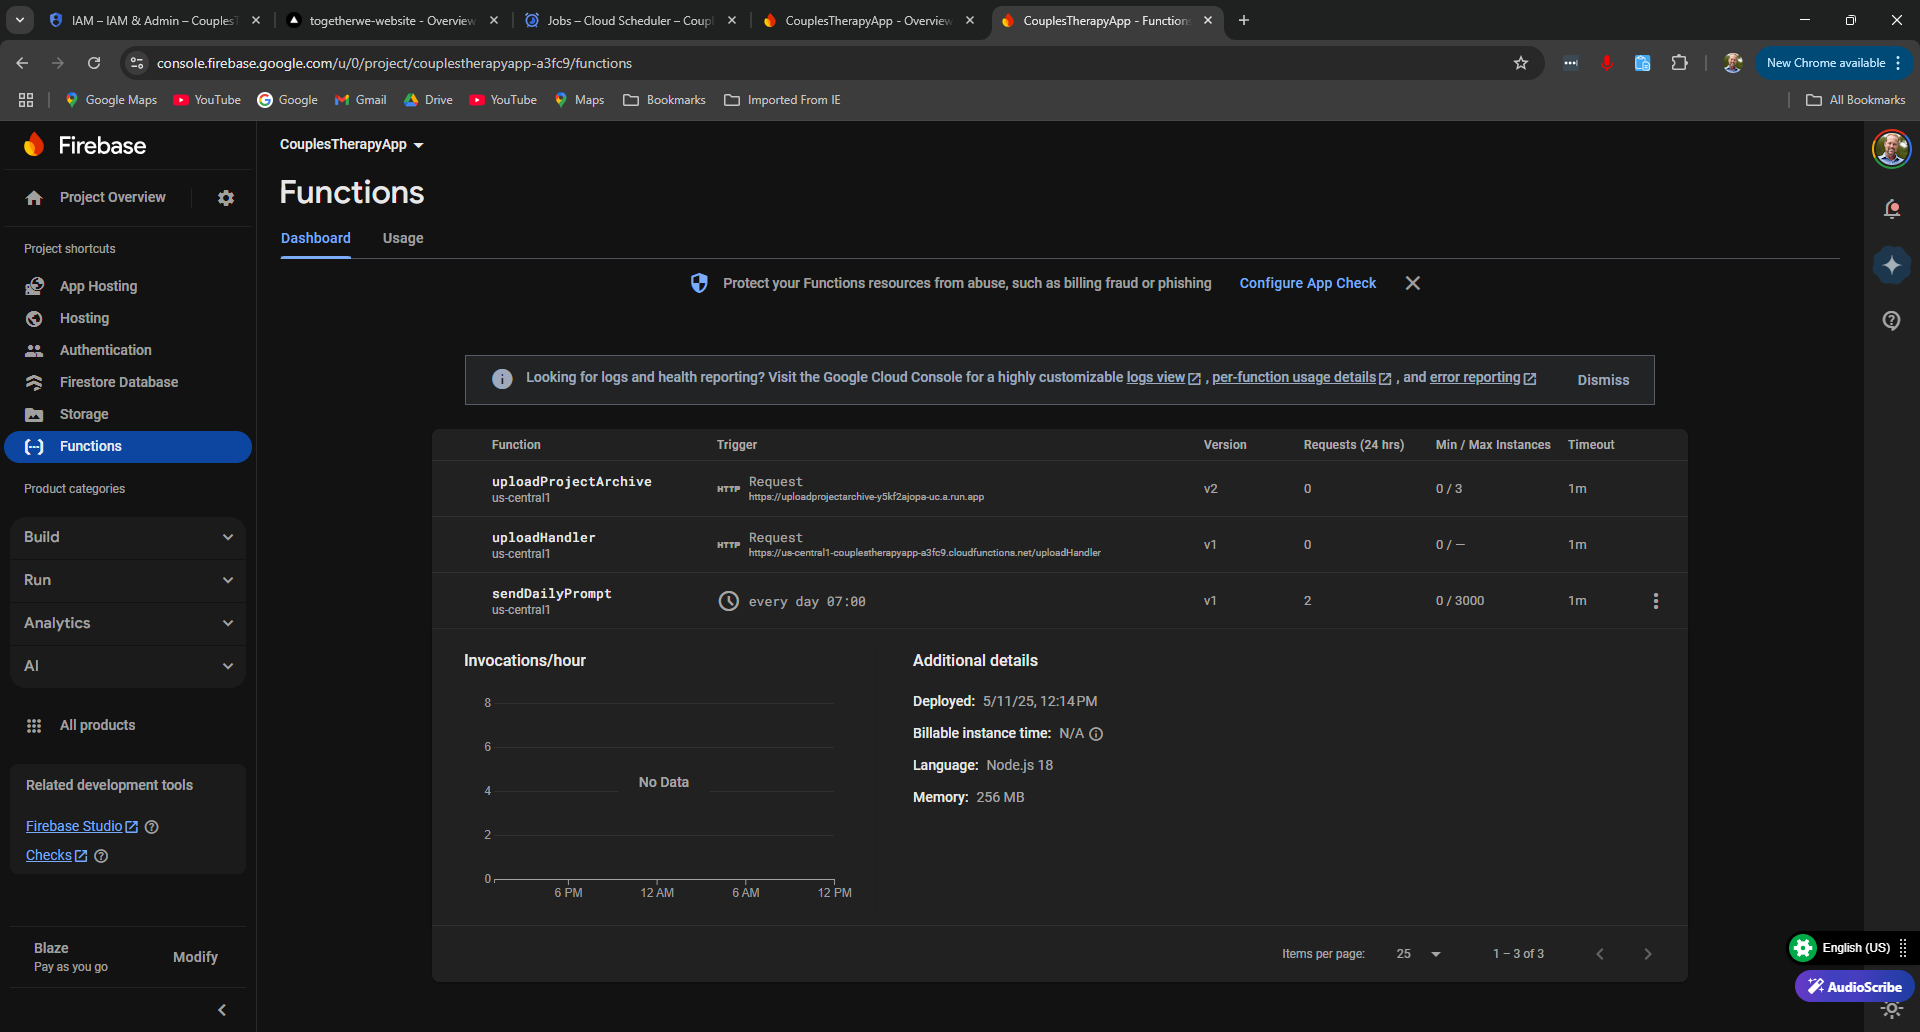 IAM – IAM & Admin – CouplesT
togetherwe-website - Overview
Jobs – Cloud Scheduler – Coupl
CouplesTherapyApp - Overview
CouplesTherapyApp - Functions
console.firebase.google.com/u/0/project/couplestherapyapp-a3fc9/functions
New Chrome available
Google Maps
YouTube
Google
Gmail
Drive
YouTube
Maps
Bookmarks
Imported From IE
All Bookmarks
Firebase
Project Overview
Project shortcuts
App Hosting
Hosting
Authentication
Firestore Database
Storage
Functions
Product categories
Build
Run
Analytics
AI
All products
Related development tools
Firebase Studio
Checks
Blaze
Pay as you go
Modify
CouplesTherapyApp
Functions
Dashboard
Usage
Protect your Functions resources from abuse, such as billing fraud or phishing
Configure App Check
Looking for logs and health reporting? Visit the Google Cloud Console for a highly customizable logs view , per-function usage details , and error reporting
Dismiss
Function Trigger Version Requests (24 hrs) Min / Max Instances Timeout
uploadProjectArchive
us-central1
HTTP
Request
https://uploadprojectarchive-y5kf2ajopa-uc.a.run.app
v2 0 0 / 3 1m
uploadHandler
us-central1
HTTP
Request
https://us-central1-couplestherapyapp-a3fc9.cloudfunctions.net/uploadHandler
v1 0 0 / — 1m
sendDailyPrompt
us-central1
every day 07:00
v1 2 0 / 3000 1m
Invocations/hour
8
6
4
2
0
No Data
6 PM 12 AM 6 AM 12 PM
Additional details
Deployed: 5/11/25, 12:14 PM
Billable instance time: N/A
Language: Node.js 18
Memory: 256 MB
Items per page: 25 1 – 3 of 3
English (US)
AudioScribe